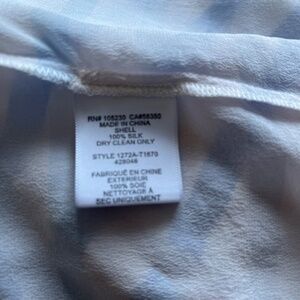 RN# 105230 CA#56350
MADE IN CHINA
SHELL
100% SILK
DRY CLEAN ONLY
STYLE 1272A-T1670
428048
FABRIQUÉ EN CHINE
EXTERIEUR
100% SOIE
NETTOYAGE À
SEC UNIQUEMENT